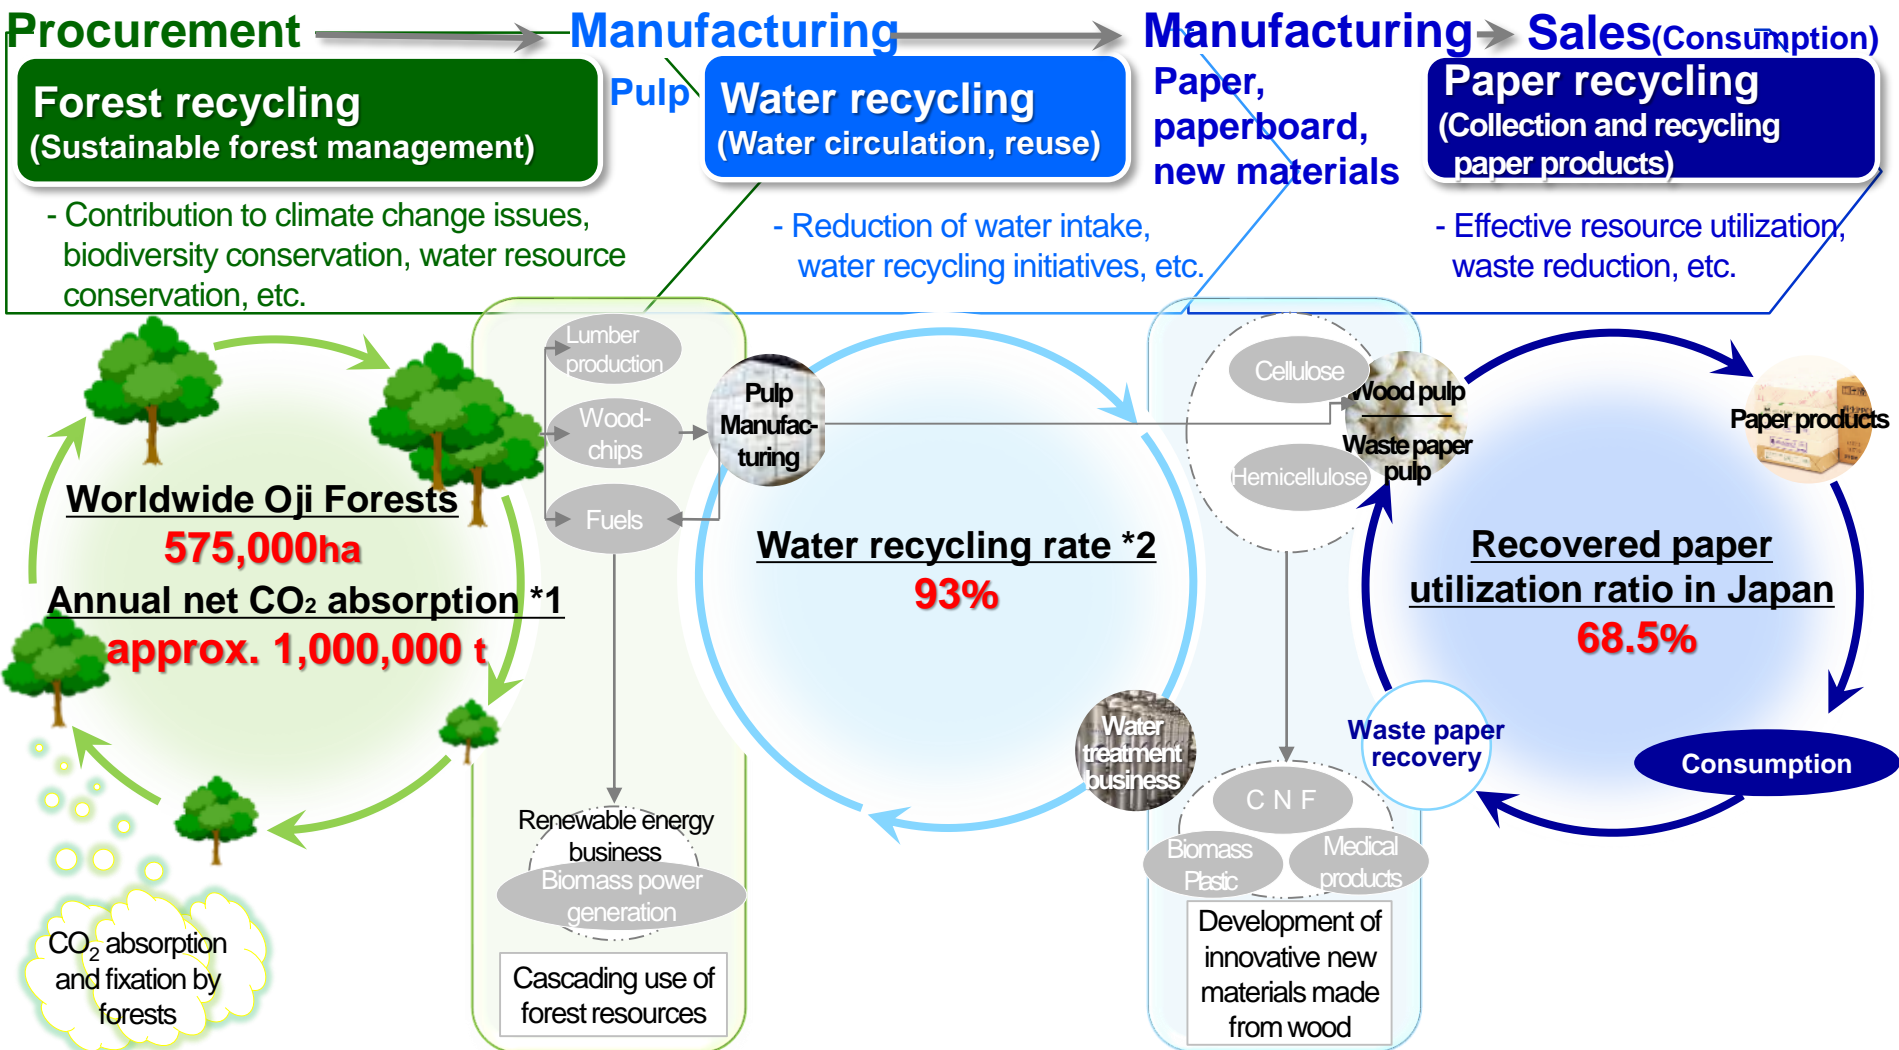 Procurement
Manufacturing
Manufacturing
Sales(Consumption)
Forest recycling
(Sustainable forest management)
Pulp
Water recycling
(Water circulation, reuse)
Paper,
paperboard,
new materials
Paper recycling
(Collection and recycling
paper products)
- Contribution to climate change issues,
biodiversity conservation, water resource
conservation, etc.
- Reduction of water intake,
water recycling initiatives, etc.
- Effective resource utilization,
waste reduction, etc.
Worldwide Oji Forests
575,000ha
Annual net CO₂ absorption *1
approx. 1,000,000 t
CO₂ absorption
and fixation by
forests
Lumber
production
Wood-
chips
Fuels
Pulp
Manufac-
turing
Renewable energy
business
Biomass power
generation
Cascading use of
forest resources
Water recycling rate *2
93%
Water
treatment
business
Cellulose
Hemicellulose
Wood pulp
Waste paper
pulp
C N F
Biomass
Plastic
Medical
products
Development of
innovative new
materials made
from wood
Paper products
Recovered paper
utilization ratio in Japan
68.5%
Waste paper
recovery
Consumption